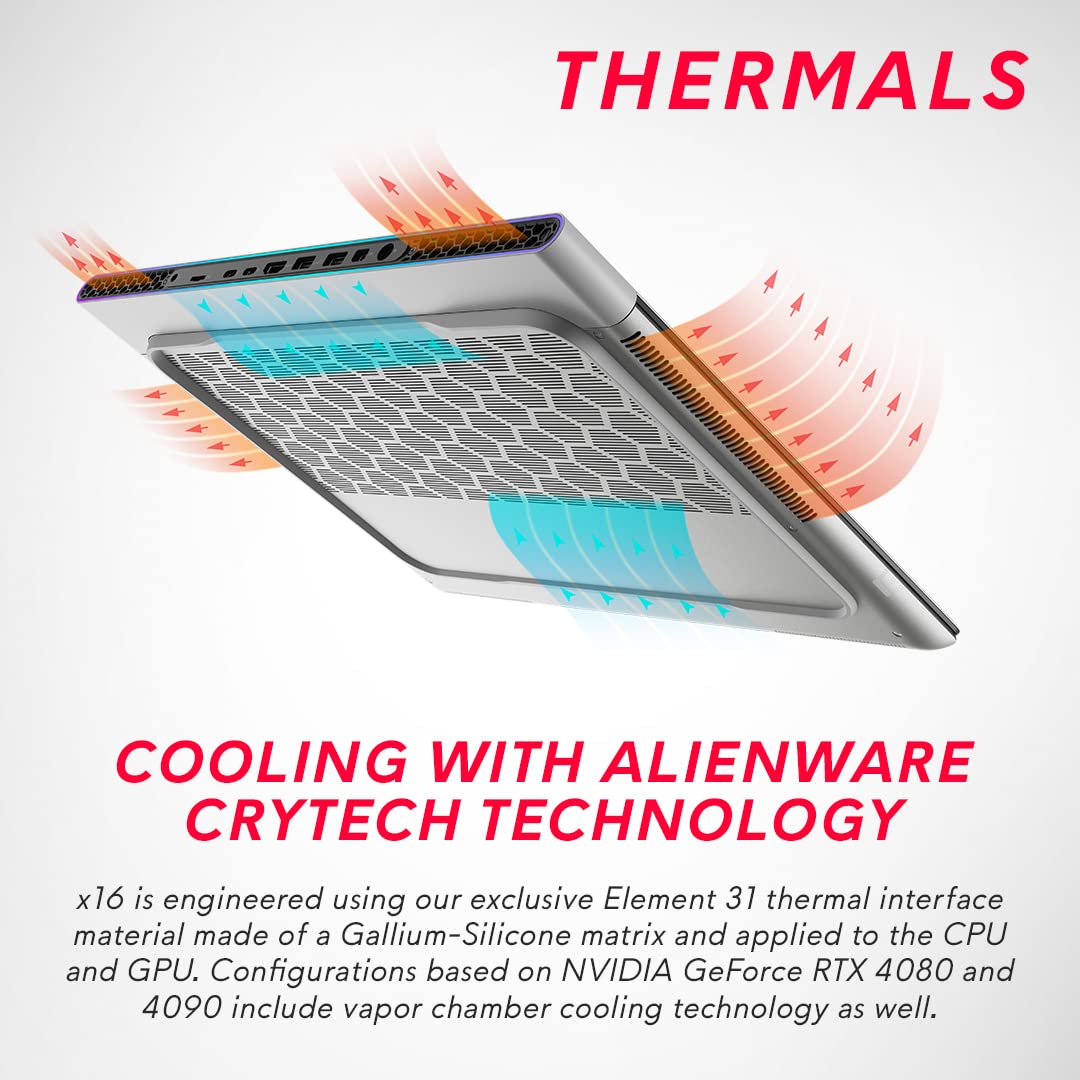 THERMALS
COOLING WITH ALIENWARE
CRYTECH TECHNOLOGY
x16 is engineered using our exclusive Element 31 thermal interface
material made of a Gallium-Silicone matrix and applied to the CPU
and GPU. Configurations based on NVIDIA GeForce RTX 4080 and
4090 include vapor chamber cooling technology as well.